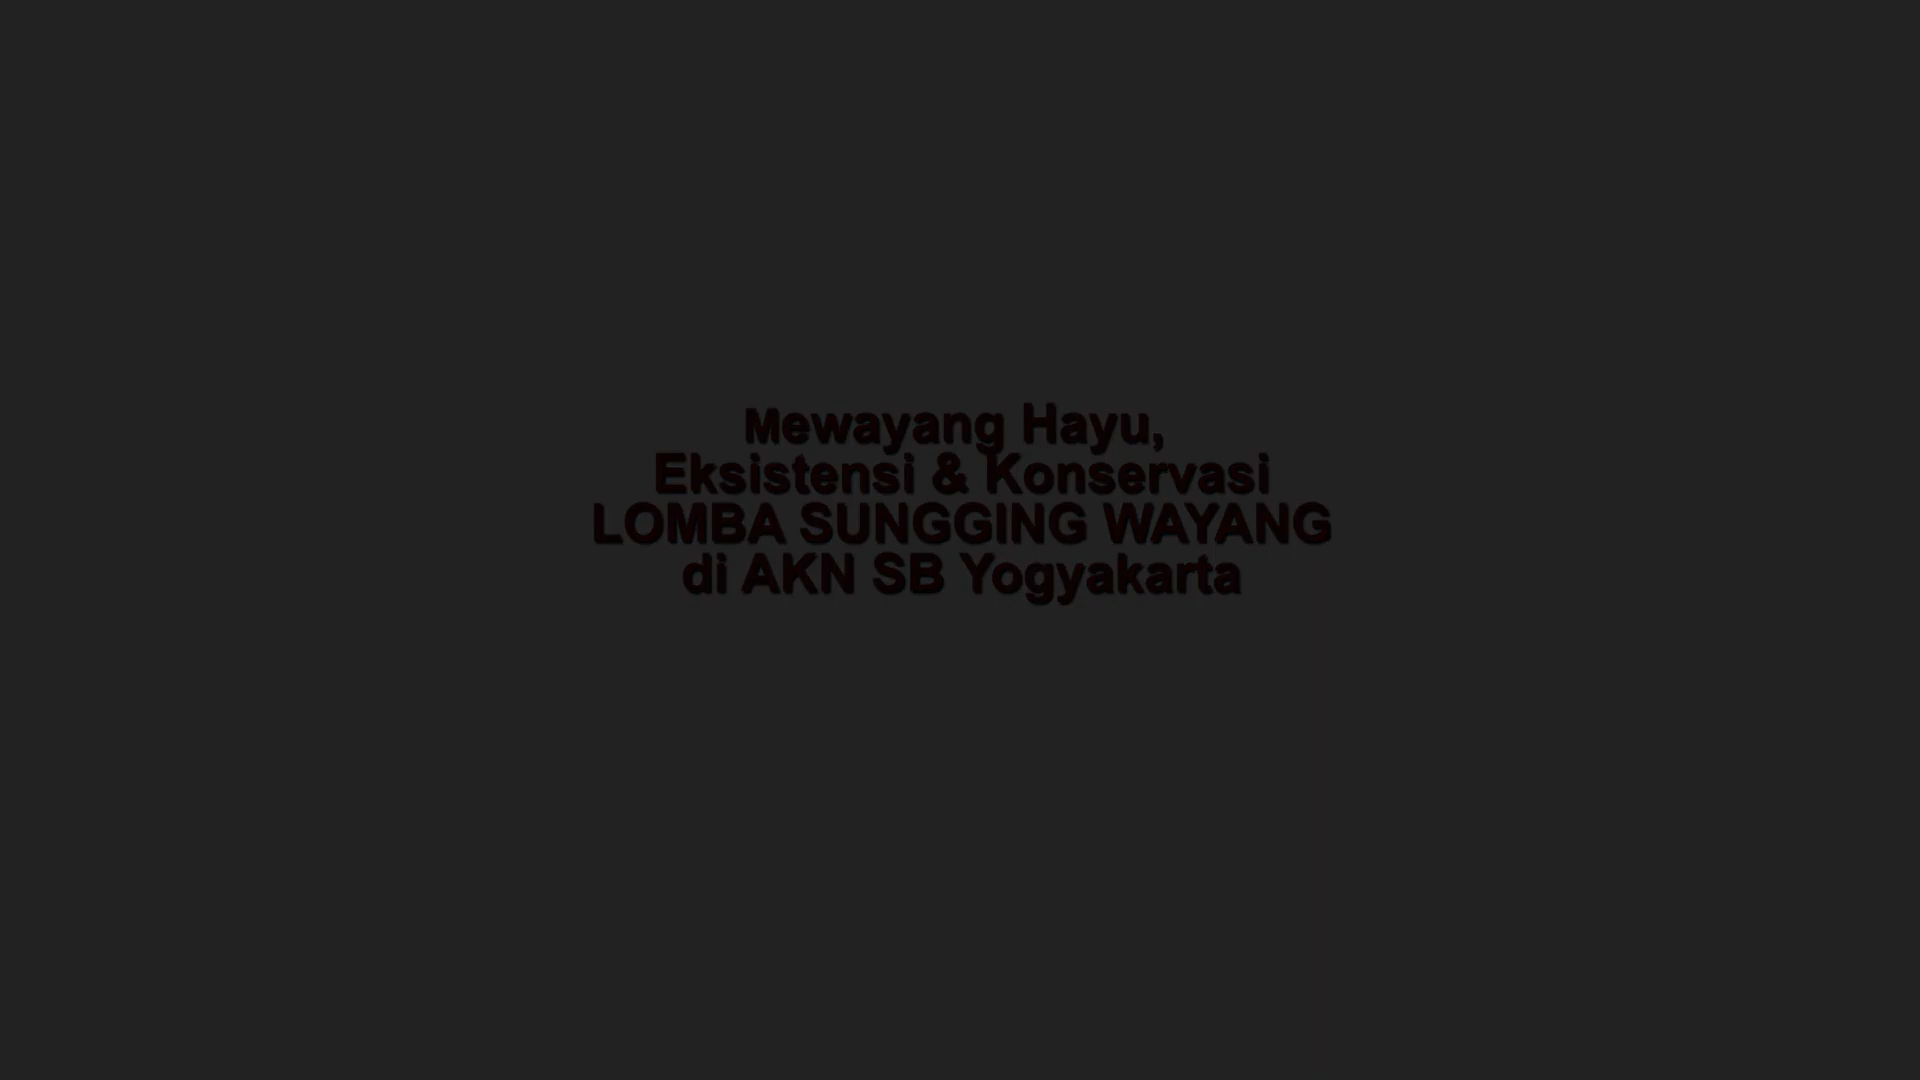 Mewayang Hayu,
Eksistensi & Konservasi
LOMBA SUNGGING WAYANG
di AKN SB Yogyakarta